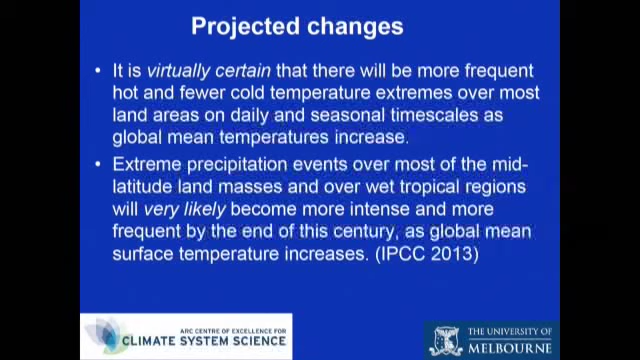 Projected changes
• It is virtually certain that there will be more frequent
hot and fewer cold temperature extremes over most
land areas on daily and seasonal timescales as
global mean temperatures increase.
• Extreme precipitation events over most of the mid-
latitude land masses and over wet tropical regions
will very likely become more intense and more
frequent by the end of this century, as global mean
surface temperature increases. (IPCC 2013)
ARC CENTRE OF EXCELLENCE FOR
CLIMATE SYSTEM SCIENCE
THE UNIVERSITY OF
MELBOURNE